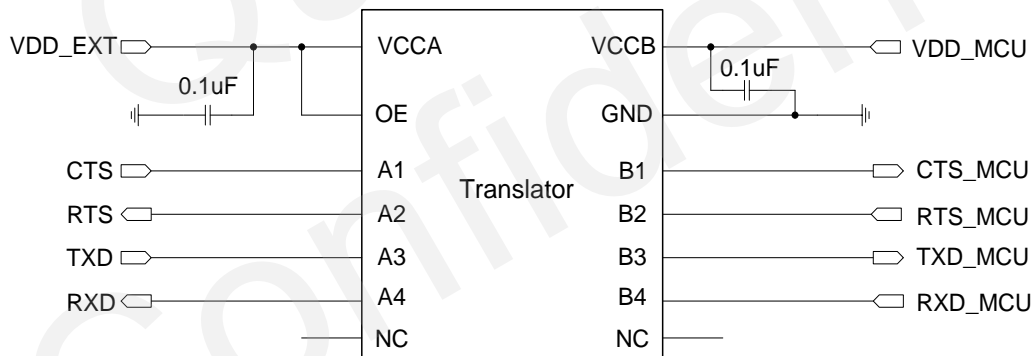 VDD_EXT VCCA VCCB VDD_MCU
0.1uF 0.1uF
OE GND
CTS A1 B1 CTS_MCU
Translator
RTS A2 B2 RTS_MCU
TXD A3 B3 TXD_MCU
RXD A4 B4 RXD_MCU
NC NC